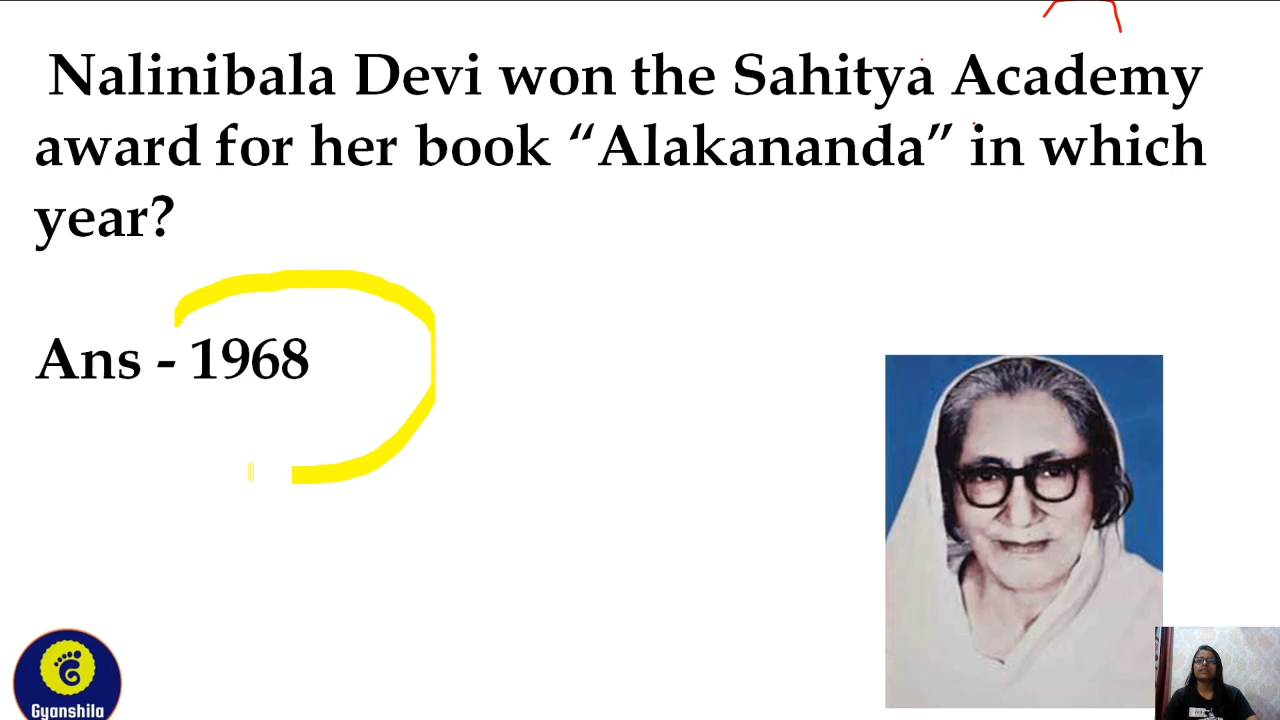 Nalinibala Devi won the Sahitya Academy
award for her book “Alakananda” in which
year?
Ans - 1968
Gyanshila